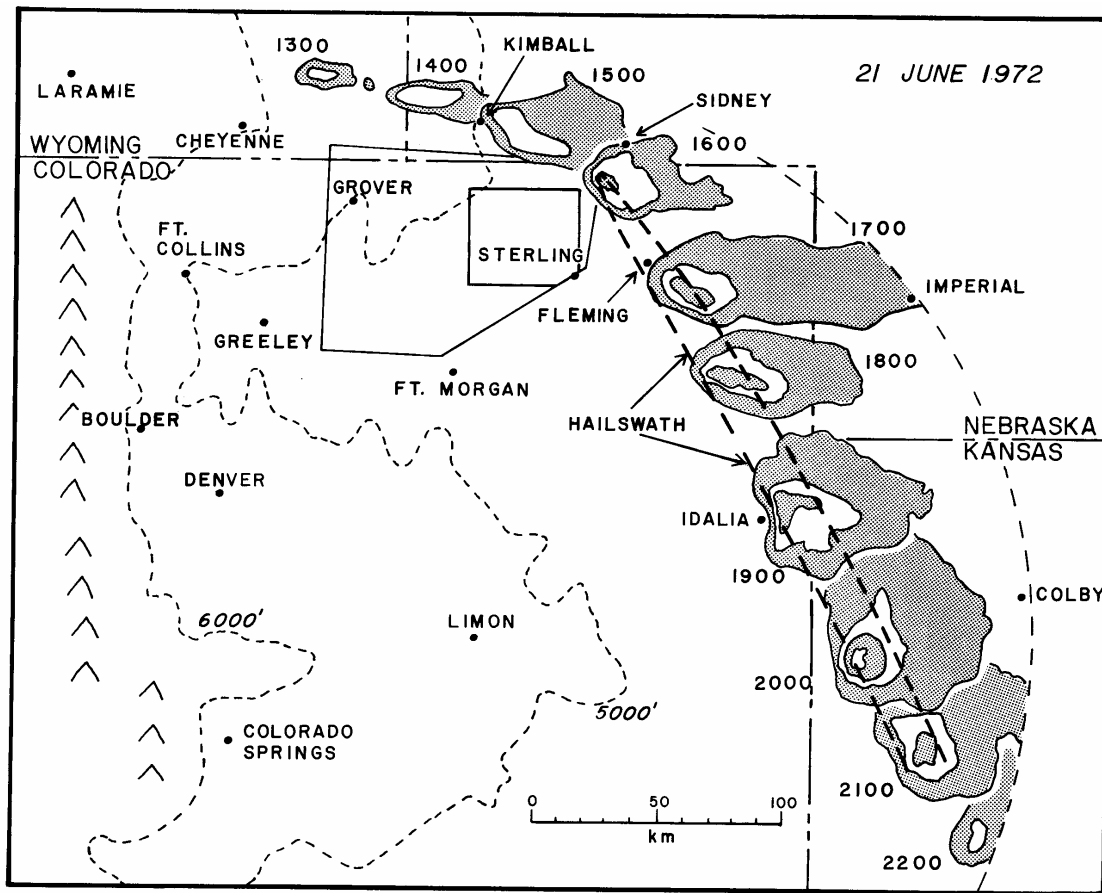 1300
KIMBALL
1400
1500
21 JUNE 1972
LARAMIE
SIDNEY
CHEYENNE
1600
WYOMING
COLORADO
GROVER
FT.
COLLINS
1700
STERLING
IMPERIAL
FLEMING
GREELEY
1800
FT. MORGAN
HAILSWATH
BOULDER
NEBRASKA
KANSAS
DENVER
IDALIA
1900
COLBY
6000'
LIMON
2000
5000'
COLORADO
SPRINGS
2100
0 50 100
km
2200